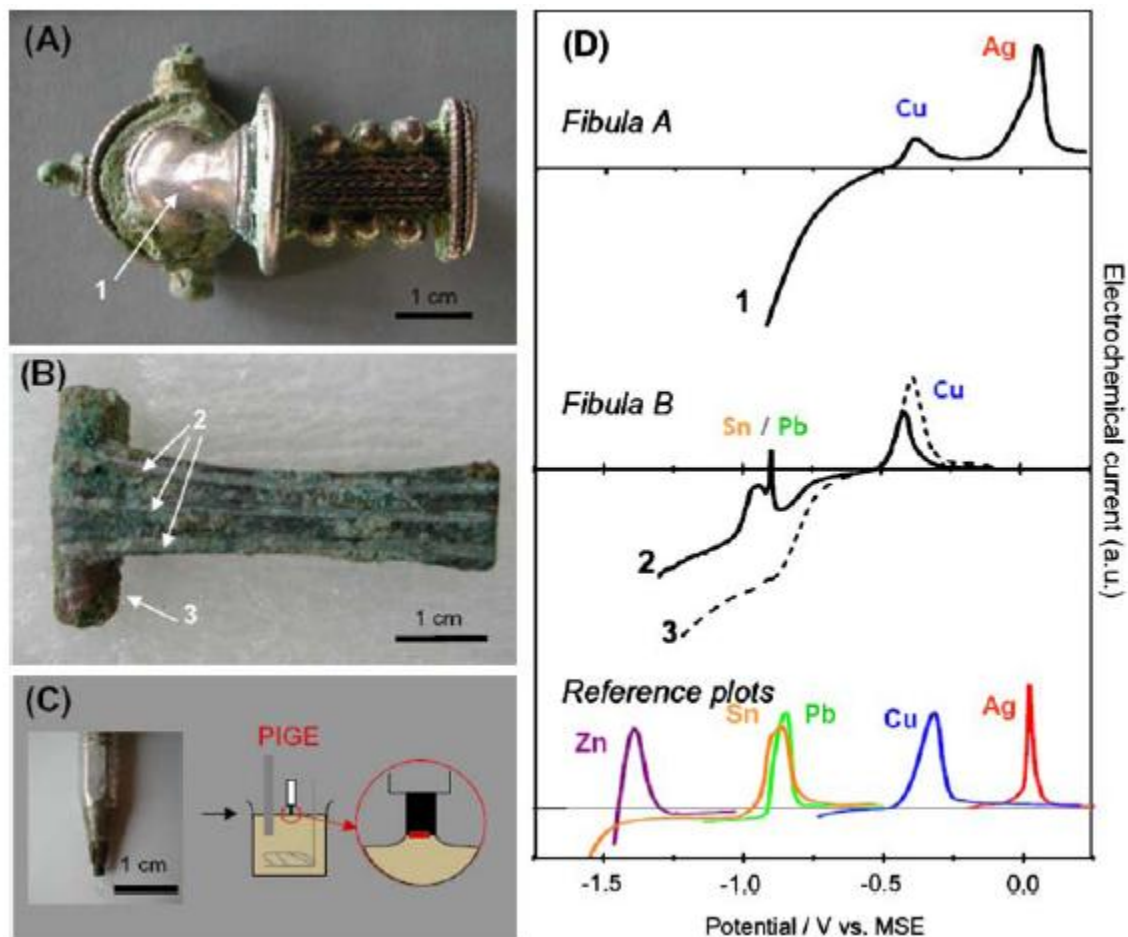 (A)
1
1 cm
(B)
2
3
1 cm
(C)
PIGE
1 cm
(D)
Ag
Cu
Fibula A
1
Fibula B
Cu
Sn / Pb
2
3
Reference plots
Zn
Sn
Pb
Cu
Ag
-1.5
-1.0
-0.5
0.0
Potential / V vs. MSE
Electrochemical current (a.u.)